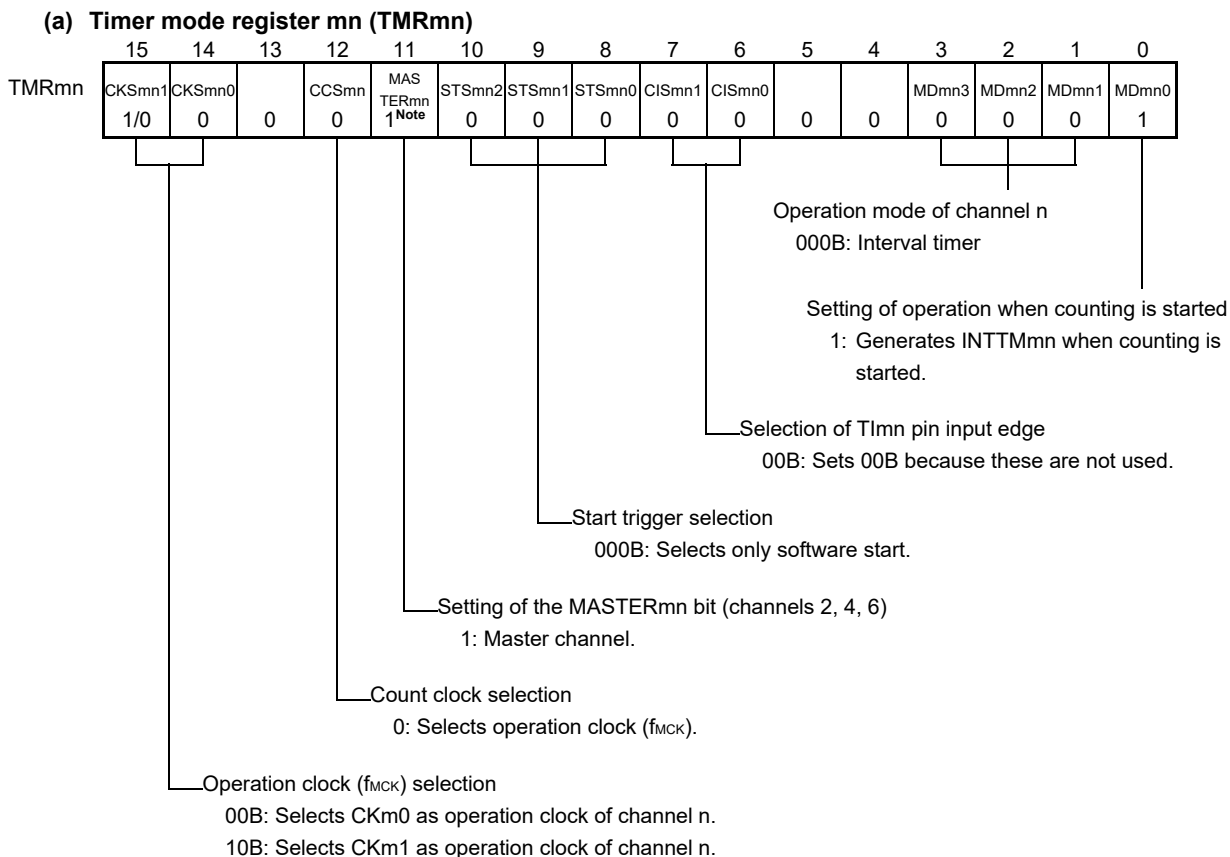 (a) Timer mode register mn (TMRmn)
15 14 13 12 11 10 9 8 7 6 5 4 3 2 1 0
TMRmn CKSmn1 CKSmn0 CCSmn MAS TERmn STSmn2 STSmn1 STSmn0 CISmn1 CISmn0 MDmn3 MDmn2 MDmn1 MDmn0
1/0 0 0 0 1Note 0 0 0 0 0 0 0 0 0 0 1
Operation mode of channel n
000B: Interval timer
Setting of operation when counting is started
1: Generates INTTMmn when counting is
started.
Selection of TImn pin input edge
00B: Sets 00B because these are not used.
Start trigger selection
000B: Selects only software start.
Setting of the MASTERmn bit (channels 2, 4, 6)
1: Master channel.
Count clock selection
0: Selects operation clock (fMCK).
Operation clock (fMCK) selection
00B: Selects CKm0 as operation clock of channel n.
10B: Selects CKm1 as operation clock of channel n.